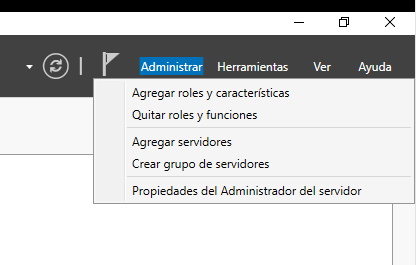 Administrar Herramientas Ver Ayuda
Agregar roles y características
Quitar roles y funciones
Agregar servidores
Crear grupo de servidores
Propiedades del Administrador del servidor